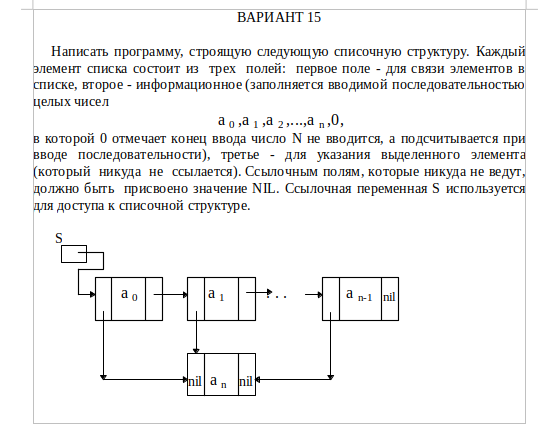 ВАРИАНТ 15
Написать программу, строящую следующую списочную структуру. Каждый
элемент списка состоит из трех полей: первое поле - для связи элементов в
списке, второе - информационное (заполняется вводимой последовательностью
целых чисел
a 0 ,a 1 ,a 2 ,...,a n ,0,
в которой 0 отмечает конец ввода число N не вводится, а подсчитывается при
вводе последовательности), третье - для указания выделенного элемента
(который никуда не ссылается). Ссылочным полям, которые никуда не ведут,
должно быть присвоено значение NIL. Ссылочная переменная S используется
для доступа к списочной структуре.
S
a 0 a 1 . . . a n-1 nil
nil a n nil